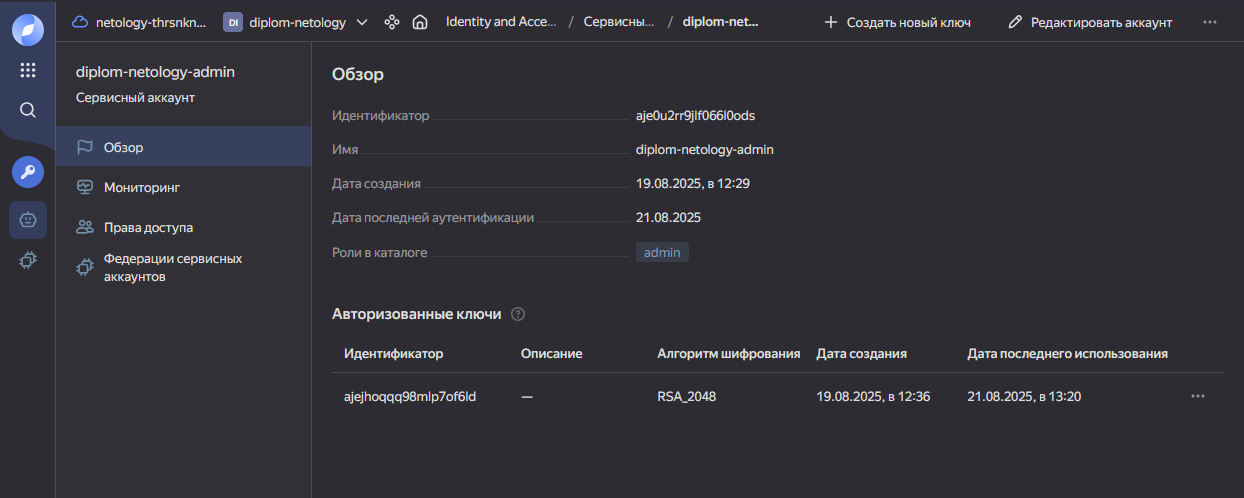 netology-thrsnkn...
DI diplom-netology
Identity and Acce... / Сервисны... / diplom-net...
Создать новый ключ
Редактировать аккаунт
diplom-netology-admin
Сервисный аккаунт
Обзор
Мониторинг
Права доступа
Федерации сервисных
аккаунтов
Обзор
Идентификатор aje0u2rr9jlf066l0ods
Имя diplom-netology-admin
Дата создания 19.08.2025, в 12:29
Дата последней аутентификации 21.08.2025
Роли в каталоге admin
Авторизованные ключи
Идентификатор Описание Алгоритм шифрования Дата создания Дата последнего использования
ajejhoqqq98mlp7of6ld — RSA_2048 19.08.2025, в 12:36 21.08.2025, в 13:20